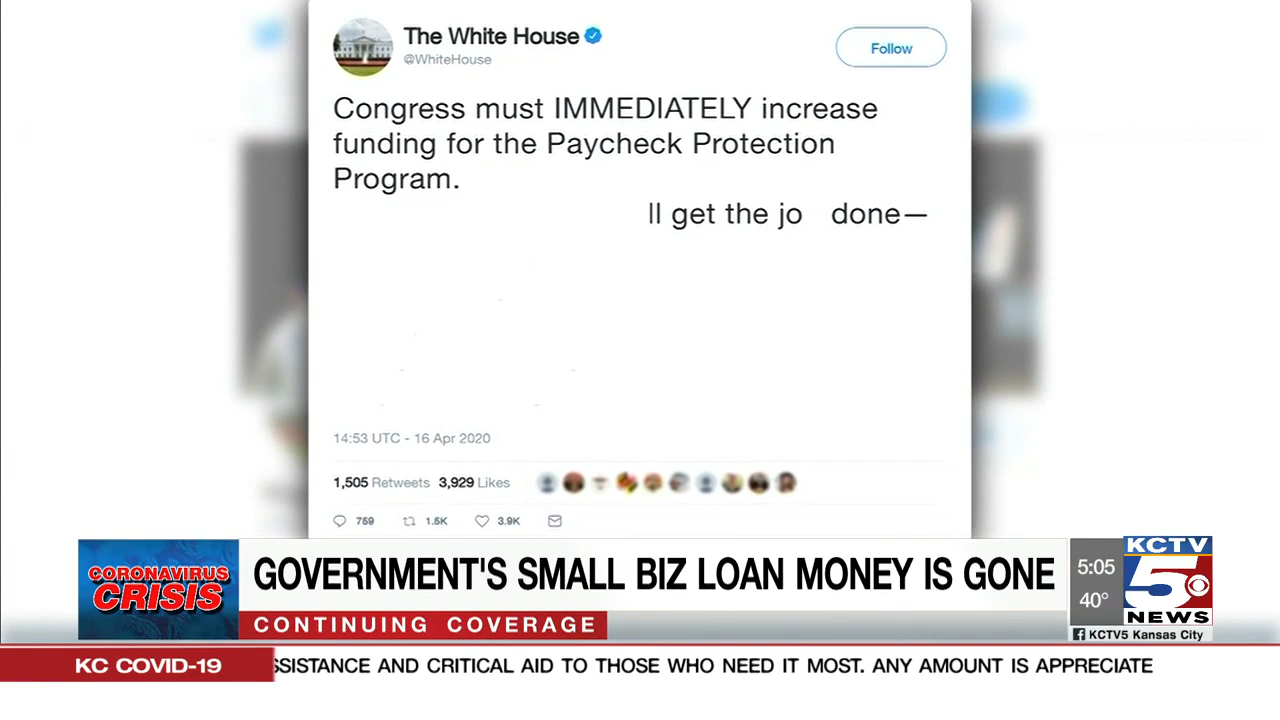 The White House
@WhiteHouse
Follow
Congress must IMMEDIATELY increase
funding for the Paycheck Protection
Program.
ll get the jo done—
14:53 UTC - 16 Apr 2020
1,505 Retweets 3,929 Likes
759 1.5K 3.9K
CORONAVIRUS
CRISIS
GOVERNMENT'S SMALL BIZ LOAN MONEY IS GONE
CONTINUING COVERAGE
5:05
40°
KCTV
5
NEWS
KCTV5 Kansas City
KC COVID-19
SSISTANCE AND CRITICAL AID TO THOSE WHO NEED IT MOST. ANY AMOUNT IS APPRECIATE